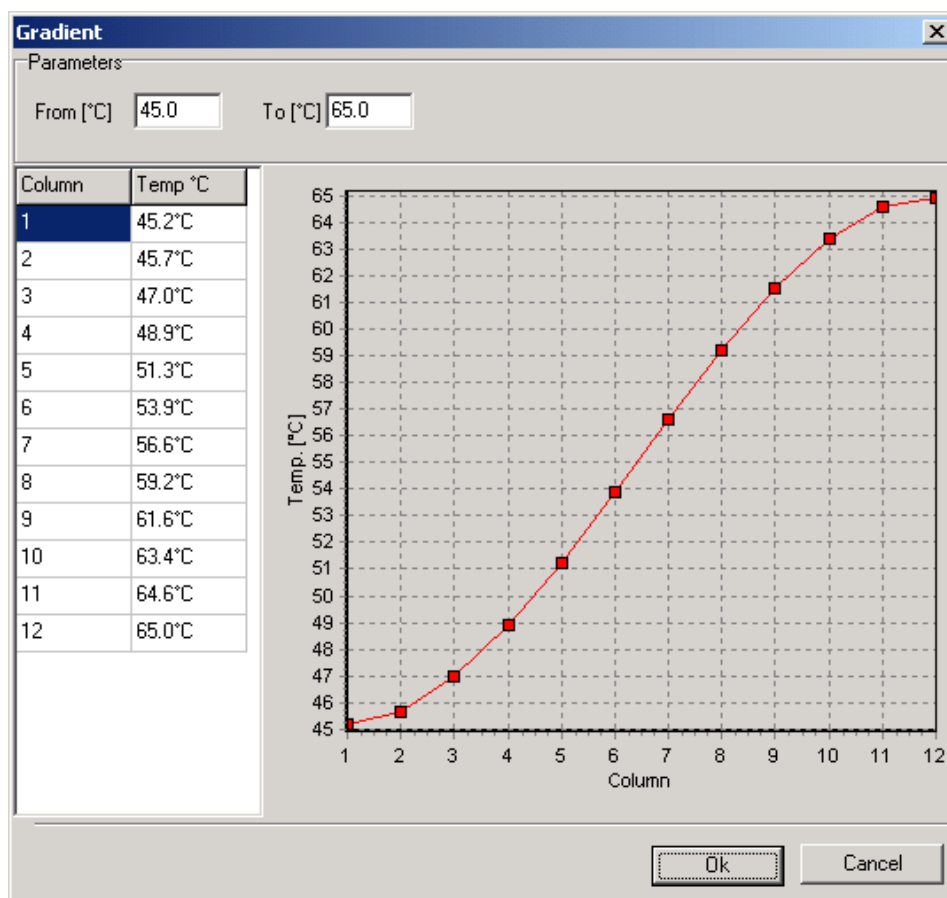 Gradient
Parameters
From [°C] 45.0 To [°C] 65.0
Column Temp °C
1 45.2°C
2 45.7°C
3 47.0°C
4 48.9°C
5 51.3°C
6 53.9°C
7 56.6°C
8 59.2°C
9 61.6°C
10 63.4°C
11 64.6°C
12 65.0°C
Temp. [°C]
65
64
63
62
61
60
59
58
57
56
55
54
53
52
51
50
49
48
47
46
45
1 2 3 4 5 6 7 8 9 10 11 12
Column
Ok Cancel